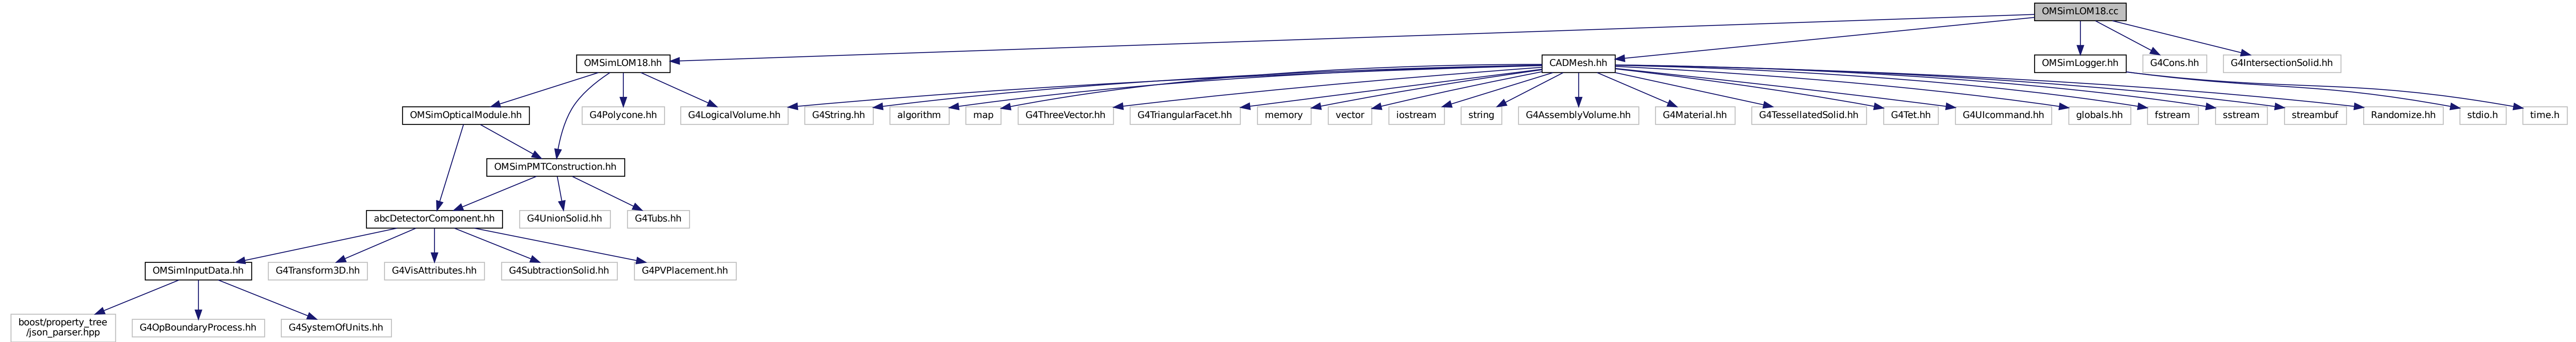 OMSimLOM18.cc
OMSimLOM18.hh
CADMesh.hh
OMSimLogger.hh
G4Cons.hh
G4IntersectionSolid.hh
OMSimOpticalModule.hh
G4Polycone.hh
G4LogicalVolume.hh
G4String.hh
algorithm
map
G4ThreeVector.hh
G4TriangularFacet.hh
memory
vector
iostream
string
G4AssemblyVolume.hh
G4Material.hh
G4TessellatedSolid.hh
G4Tet.hh
G4UIcommand.hh
globals.hh
fstream
sstream
streambuf
Randomize.hh
stdio.h
time.h
OMSimPMTConstruction.hh
abcDetectorComponent.hh
G4UnionSolid.hh
G4Tubs.hh
OMSimInputData.hh
G4Transform3D.hh
G4VisAttributes.hh
G4SubtractionSolid.hh
G4PVPlacement.hh
boost/property_tree
/json_parser.hpp
G4OpBoundaryProcess.hh
G4SystemOfUnits.hh